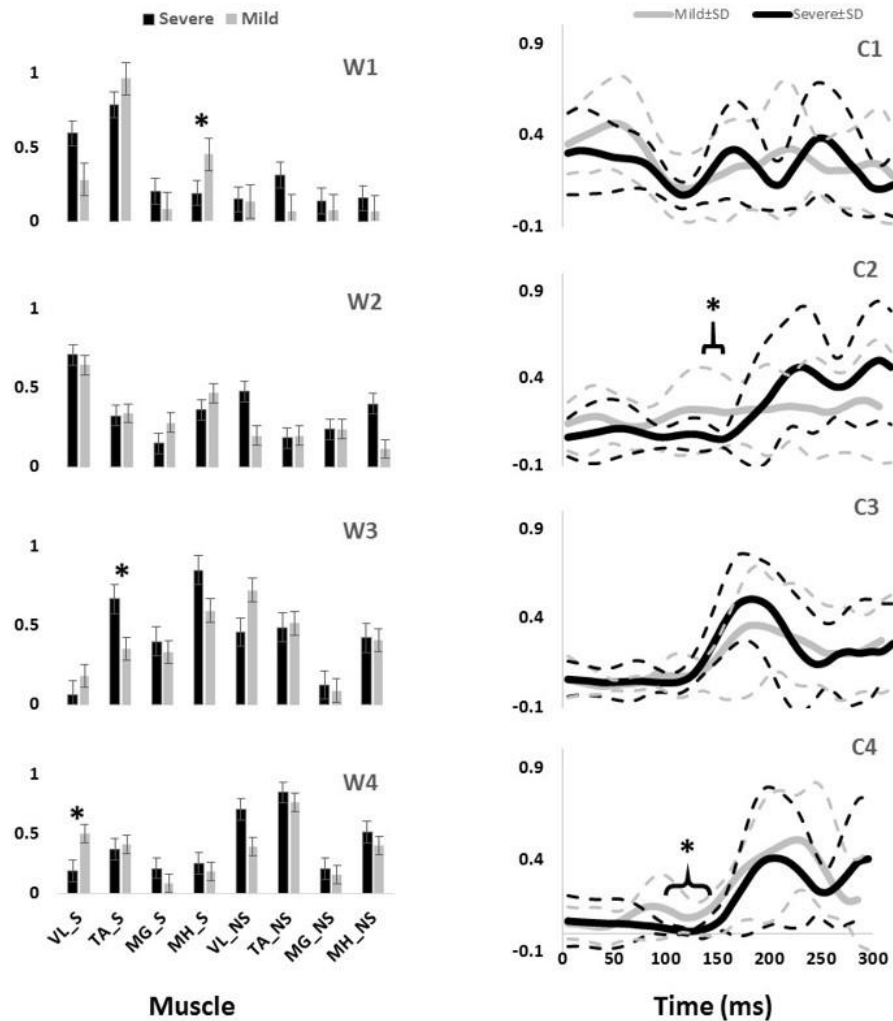 Severe Mild
W1
1
*
0.5
0
W2
1
0.5
0
W3
1
*
0.5
0
W4
1
*
0.5
0
VL_S TA_S MG_S MH_S VL_NS TA_NS MG_NS MH_NS
Muscle
Mild±SD Severe±SD
0.9
C1
0.4
-0.1
C2
0.9
*
0.4
-0.1
C3
0.9
0.4
-0.1
C4
0.9
*
0.4
-0.1
0 50 100 150 200 250 300
Time (ms)